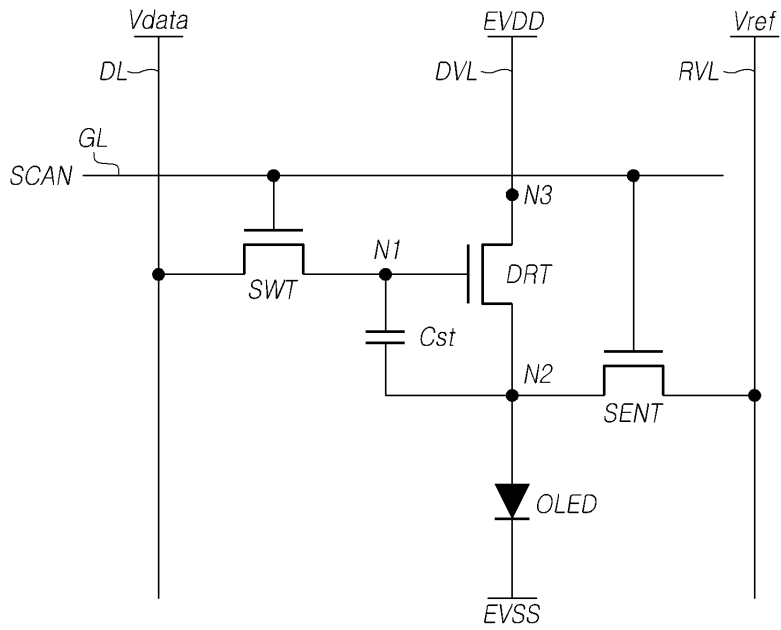 Vdata
EVDD
Vref
DL
DVL
RVL
GL
SCAN
N3
N1
DRT
SWT
Cst
N2
SENT
OLED
EVSS